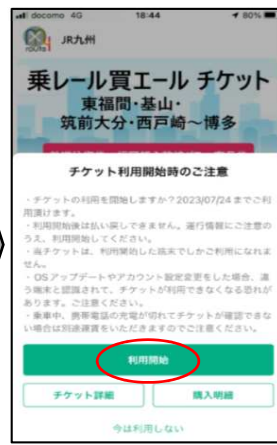 docomo 4G 18:44 80%
my route JR九州
乗レール買エール チケット
東福間・基山・
筑前大分・西戸崎～博多
チケット利用開始時のご注意
・チケットの利用を開始しますか？2023/07/24までご利
用頂けます。
・利用開始後は払い戻しできません。運行情報にご注意の
うえ、利用開始してください。
・当チケットは、利用開始した端末でしかご利用になれま
せん。
・OSアップデートやアカウント設定変更をした場合、違
う端末と認識されて、チケットが利用できなくなる恐れが
あります。ご注意ください。
・乗車中、携帯電話の充電が切れてチケットが確認できな
い場合は別途運賃をいただきますのでご注意ください。
利用開始
チケット詳細 購入明細
今は利用しない